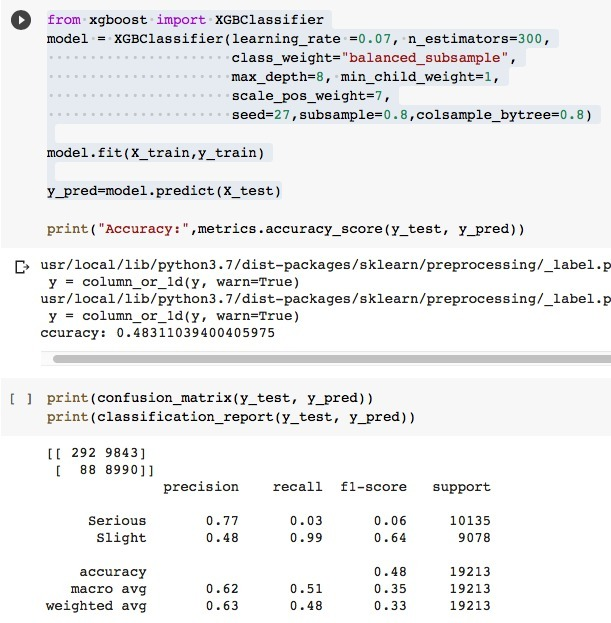 from xgboost import XGBClassifier
model = XGBClassifier(learning_rate =0.07, n_estimators=300,
class_weight="balanced_subsample",
max_depth=8, min_child_weight=1,
scale_pos_weight=7,
seed=27,subsample=0.8,colsample_bytree=0.8)
model.fit(X_train,y_train)
y_pred=model.predict(X_test)
print("Accuracy:",metrics.accuracy_score(y_test, y_pred))
usr/local/lib/python3.7/dist-packages/sklearn/preprocessing/_label.p
y = column_or_1d(y, warn=True)
usr/local/lib/python3.7/dist-packages/sklearn/preprocessing/_label.p
y = column_or_1d(y, warn=True)
ccuracy: 0.48311039400405975
[ ] print(confusion_matrix(y_test, y_pred))
print(classification_report(y_test, y_pred))
[[ 292 9843]
[ 88 8990]]
precision recall f1-score support
Serious 0.77 0.03 0.06 10135
Slight 0.48 0.99 0.64 9078
accuracy 0.48 19213
macro avg 0.62 0.51 0.35 19213
weighted avg 0.63 0.48 0.33 19213